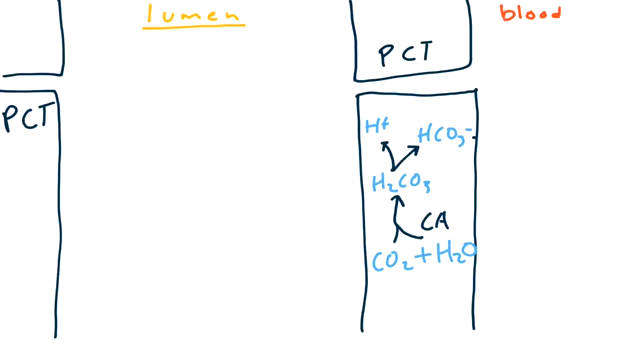 lumen
blood
PCT
PCT
H+
HCO3-
H2CO3
CA
CO2+H2O